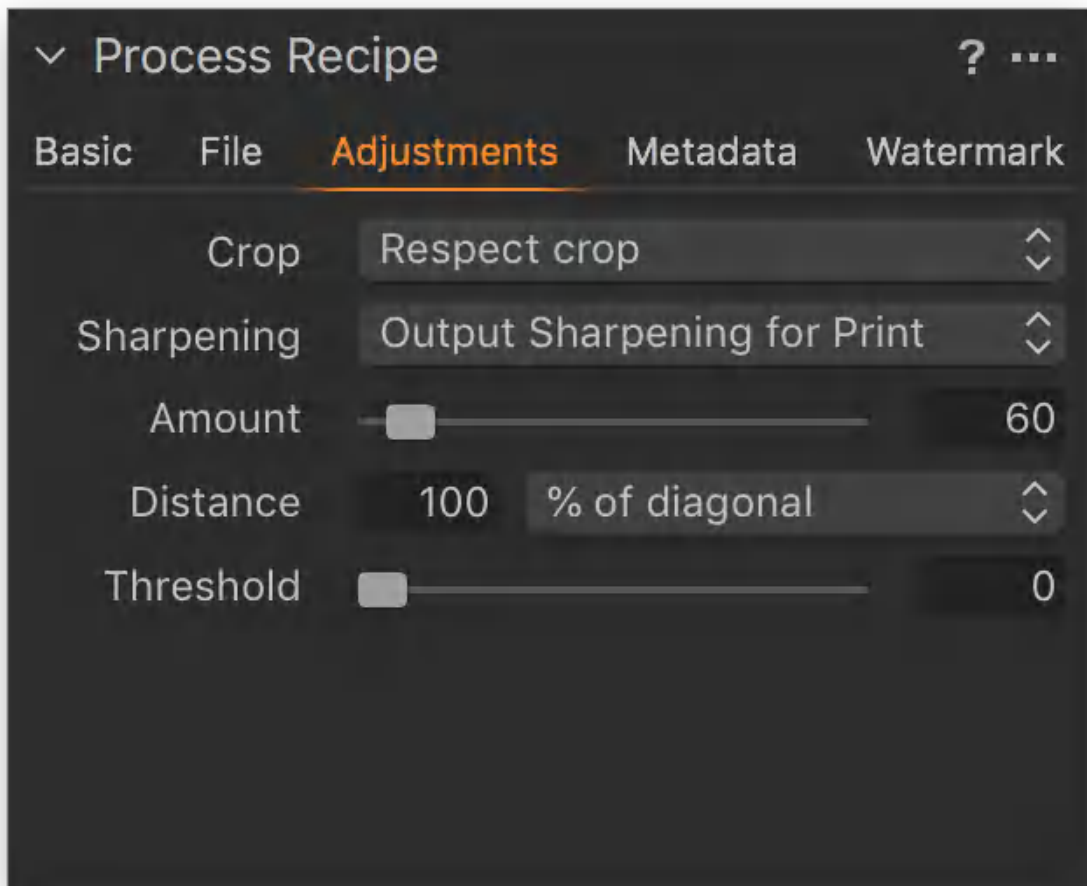 Process Recipe ? ...
Basic File Adjustments Metadata Watermark
Crop Respect crop
Sharpening Output Sharpening for Print
Amount 60
Distance 100 % of diagonal
Threshold 0